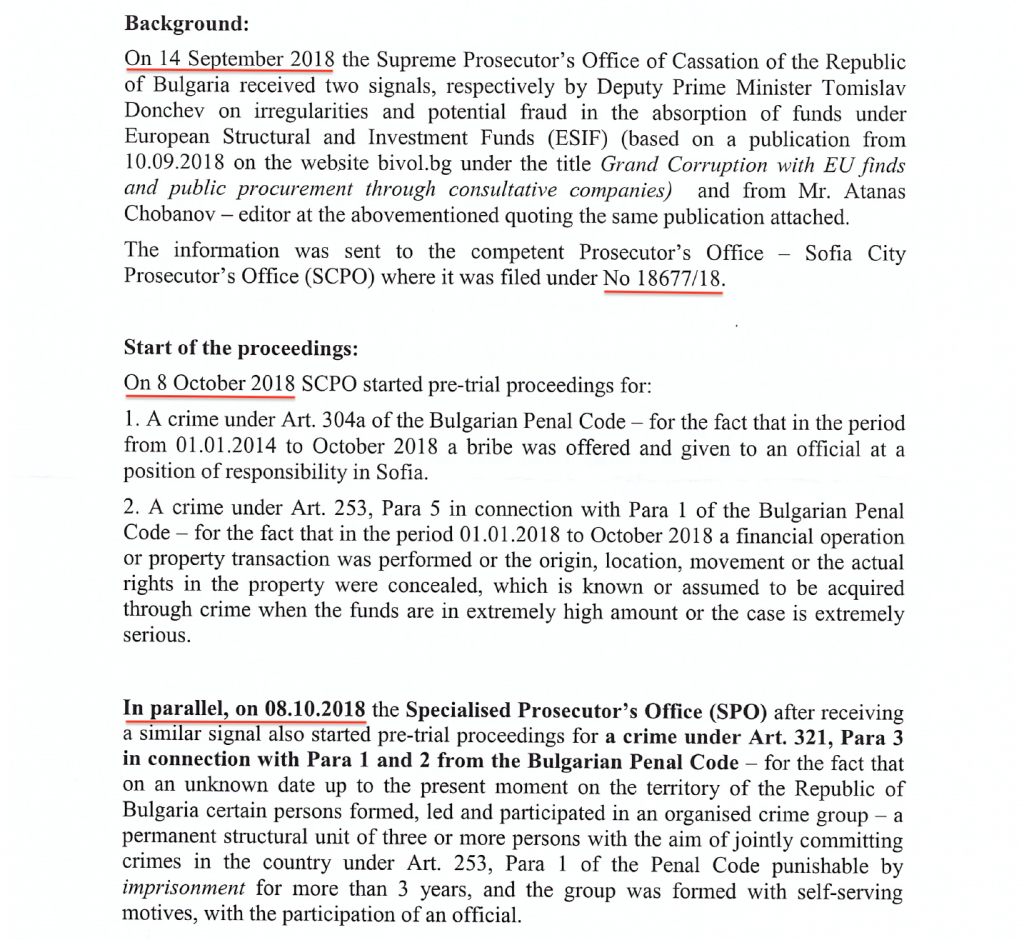 Background:
On 14 September 2018 the Supreme Prosecutor's Office of Cassation of the Republic
of Bulgaria received two signals, respectively by Deputy Prime Minister Tomislav
Donchev on irregularities and potential fraud in the absorption of funds under
European Structural and Investment Funds (ESIF) (based on a publication from
10.09.2018 on the website bivol.bg under the title Grand Corruption with EU finds
and public procurement through consultative companies) and from Mr. Atanas
Chobanov – editor at the abovementioned quoting the same publication attached.
The information was sent to the competent Prosecutor's Office – Sofia City
Prosecutor's Office (SCPO) where it was filed under No 18677/18.
Start of the proceedings:
On 8 October 2018 SCPO started pre-trial proceedings for:
1. A crime under Art. 304a of the Bulgarian Penal Code – for the fact that in the period
from 01.01.2014 to October 2018 a bribe was offered and given to an official at a
position of responsibility in Sofia.
2. A crime under Art. 253, Para 5 in connection with Para 1 of the Bulgarian Penal
Code – for the fact that in the period 01.01.2018 to October 2018 a financial operation
or property transaction was performed or the origin, location, movement or the actual
rights in the property were concealed, which is known or assumed to be acquired
through crime when the funds are in extremely high amount or the case is extremely
serious.
In parallel, on 08.10.2018 the Specialised Prosecutor's Office (SPO) after receiving
a similar signal also started pre-trial proceedings for a crime under Art. 321, Para 3
in connection with Para 1 and 2 from the Bulgarian Penal Code – for the fact that
on an unknown date up to the present moment on the territory of the Republic of
Bulgaria certain persons formed, led and participated in an organised crime group – a
permanent structural unit of three or more persons with the aim of jointly committing
crimes in the country under Art. 253, Para 1 of the Penal Code punishable by
imprisonment for more than 3 years, and the group was formed with self-serving
motives, with the participation of an official.